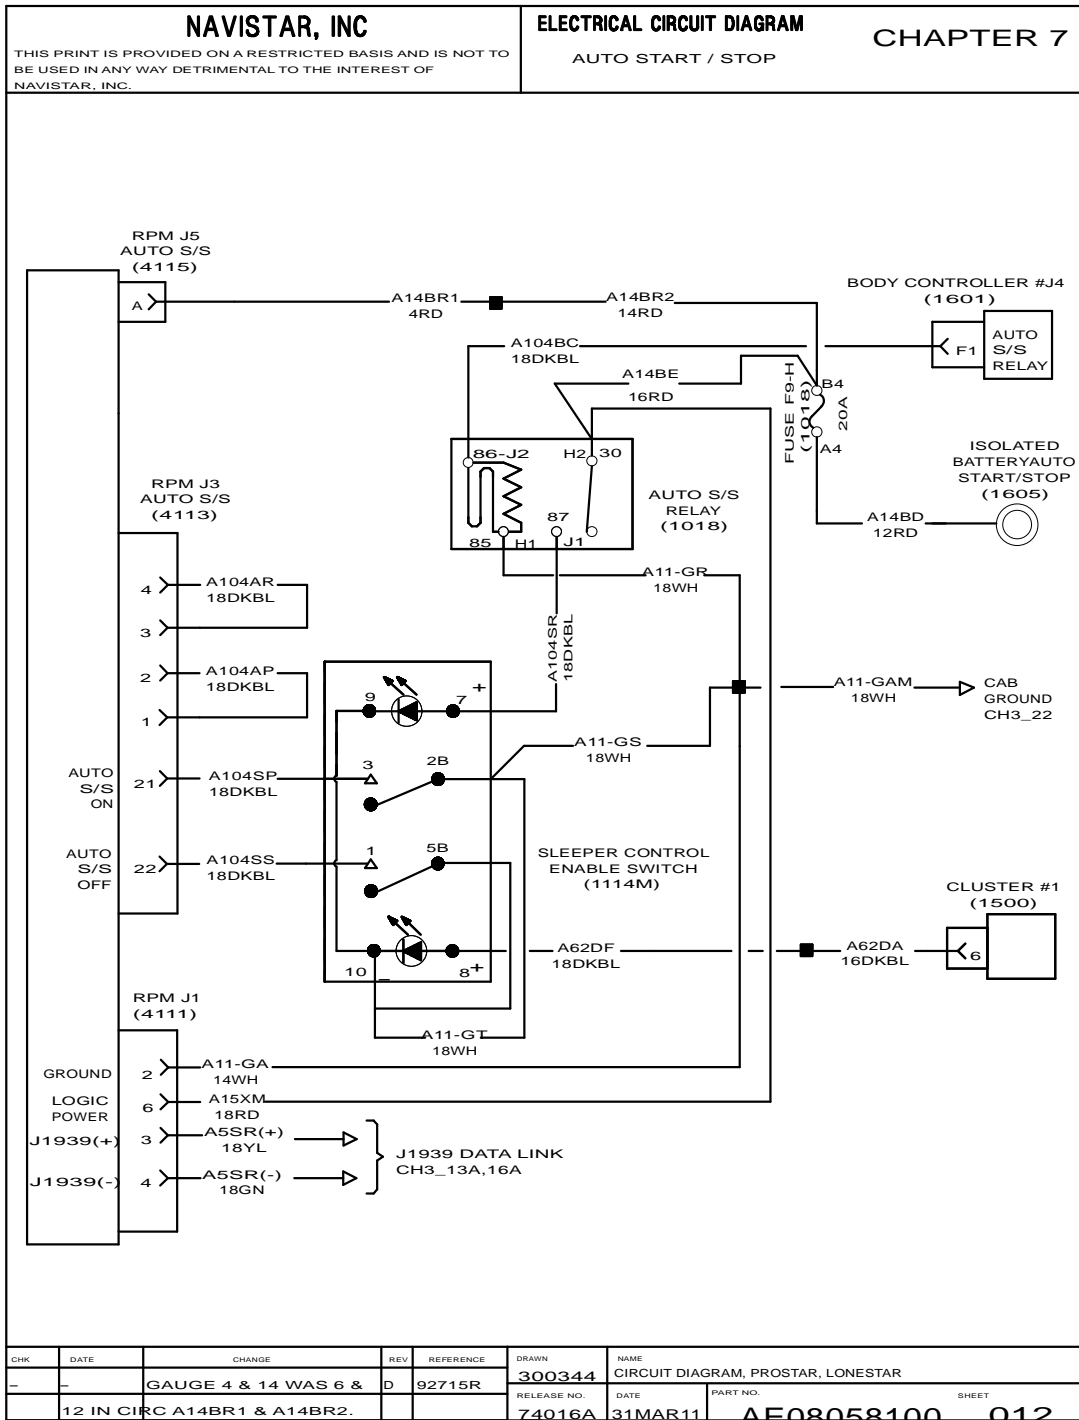 NAVISTAR, INC
THIS PRINT IS PROVIDED ON A RESTRICTED BASIS AND IS NOT TO
BE USED IN ANY WAY DETRIMENTAL TO THE INTEREST OF
NAVISTAR, INC.
ELECTRICAL CIRCUIT DIAGRAM
AUTO START / STOP
CHAPTER 7
RPM J5
AUTO S/S
(4115)
A
A14BR1
4RD
A14BR2
14RD
BODY CONTROLLER #J4
(1601)
F1
AUTO
S/S
RELAY
A104BC
18DKBL
A14BE
16RD
FUSE F9-H
(1018)
B4
20A
A4
86-J2
H2
30
87
85
H1
J1
AUTO S/S
RELAY
(1018)
ISOLATED
BATTERYAUTO
START/STOP
(1605)
A14BD
12RD
RPM J3
AUTO S/S
(4113)
4
A104AR
18DKBL
3
2
A104AP
18DKBL
1
A11-GR
18WH
A104SR
18DKBL
A11-GAM
18WH
CAB
GROUND
CH3_22
9
7
+
A11-GS
18WH
AUTO
S/S
ON
21
A104SP
18DKBL
3
2B
AUTO
S/S
OFF
22
A104SS
18DKBL
1
5B
SLEEPER CONTROL
ENABLE SWITCH
(1114M)
CLUSTER #1
(1500)
10
_
8
+
A62DF
18DKBL
A62DA
16DKBL
6
RPM J1
(4111)
A11-GT
18WH
GROUND
2
A11-GA
14WH
LOGIC
POWER
6
A15XM
18RD
J1939(+)
3
A5SR(+)
18YL
J1939(-)
4
A5SR(-)
18GN
J1939 DATA LINK
CH3_13A,16A
CHK
DATE
CHANGE
REV
REFERENCE
DRAWN
NAME
-
-
GAUGE 4 & 14 WAS 6 &
D
92715R
300344
CIRCUIT DIAGRAM, PROSTAR, LONESTAR
12 IN CIRC A14BR1 & A14BR2.
RELEASE NO.
DATE
PART NO.
SHEET
74016A
31MAR11
AE08058100
012